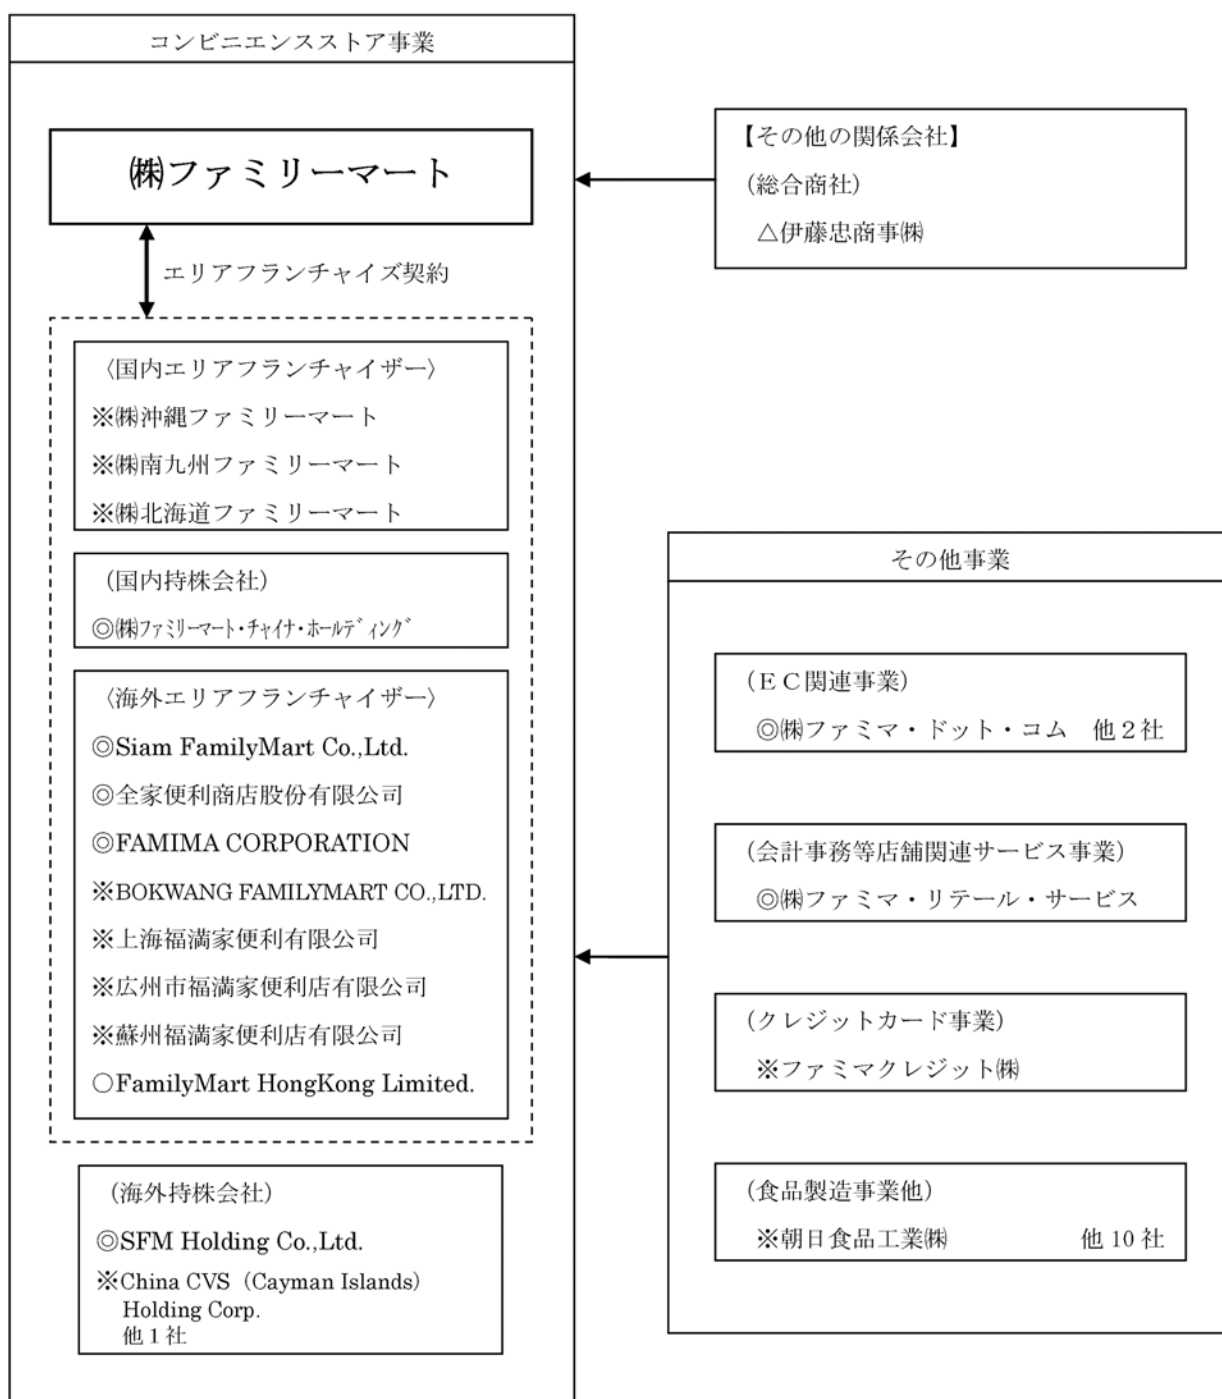 コンビニエンスストア事業
㈱ファミリーマート
エリアフランチャイズ契約
〈国内エリアフランチャイザー〉
※㈱沖縄ファミリーマート
※㈱南九州ファミリーマート
※㈱北海道ファミリーマート
（国内持株会社）
◎㈱ﾌｧﾐﾘｰﾏｰﾄ･ﾁｬｲﾅ･ﾎｰﾙﾃﾞｨﾝｸﾞ
〈海外エリアフランチャイザー〉
◎Siam FamilyMart Co.,Ltd.
◎全家便利商店股份有限公司
◎FAMIMA CORPORATION
※BOKWANG FAMILYMART CO.,LTD.
※上海福満家便利有限公司
※広州市福満家便利店有限公司
※蘇州福満家便利店有限公司
○FamilyMart HongKong Limited.
（海外持株会社）
◎SFM Holding Co.,Ltd.
※China CVS（Cayman Islands）
Holding Corp.
他１社
【その他の関係会社】
（総合商社）
△伊藤忠商事㈱
その他事業
（ＥＣ関連事業）
◎㈱ファミマ・ドット・コム　他２社
（会計事務等店舗関連サービス事業）
◎㈱ファミマ・リテール・サービス
（クレジットカード事業）
※ファミマクレジット㈱
（食品製造事業他）
※朝日食品工業㈱　他 10 社